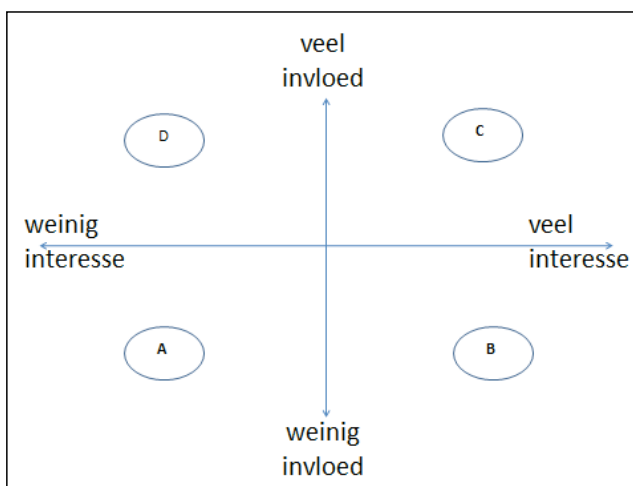 veel
invloed
D
C
weinig
interesse
veel
interesse
A
B
weinig
invloed